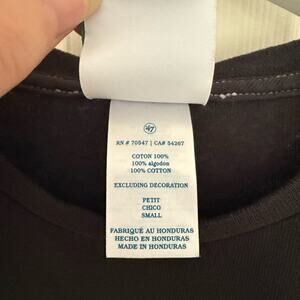 '47
RN # 70547 | CA# 54267
COTON 100%
100% algodón
100% COTTON
EXCLUDING DECORATION
PETIT
CHICO
SMALL
FABRIQUÉ AU HONDURAS
HECHO EN HONDURAS
MADE IN HONDURAS